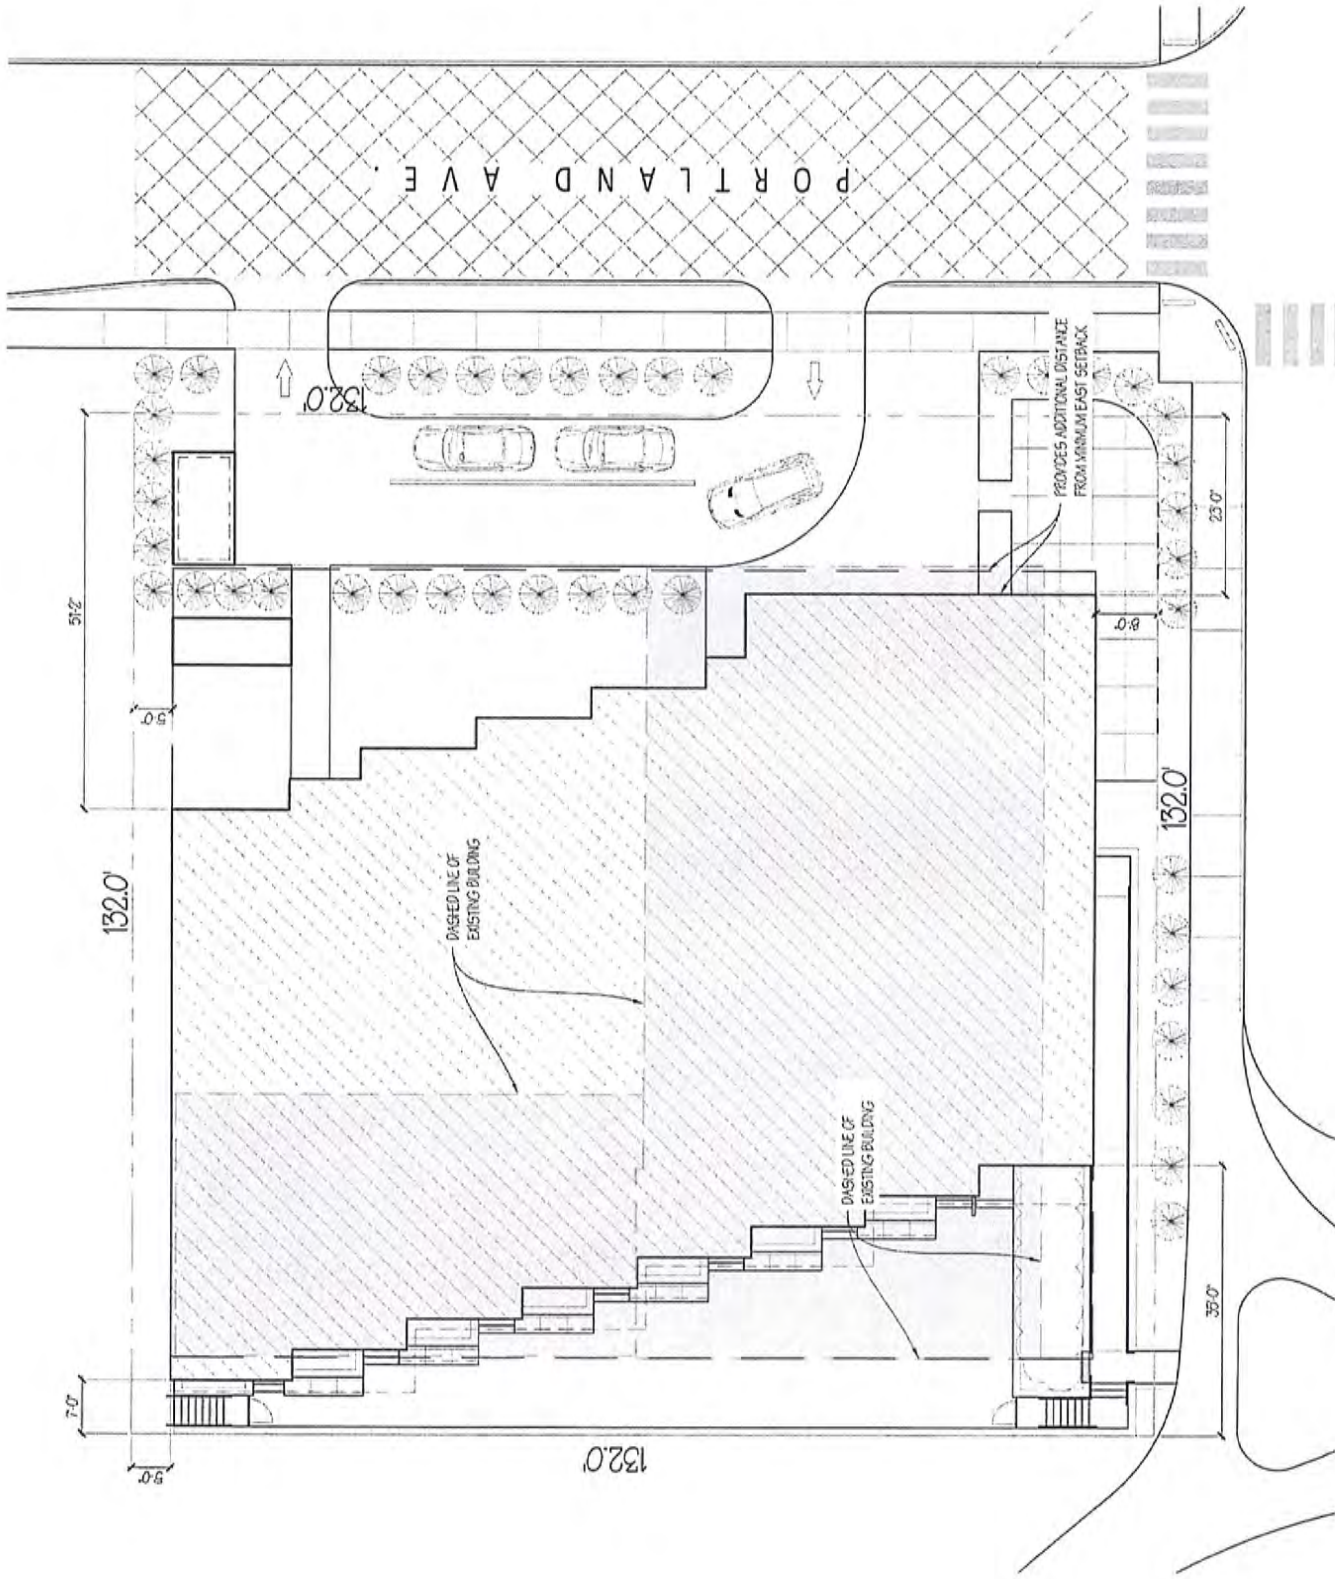 PORTLAND AVE.
132.0'
PROVIDES ADDITIONAL DISTANCE
FROM MINIMUM EAST SETBACK
51'-2"
23'-0"
5'-0"
8'-0"
132.0'
132.0'
DASHED LINE OF
EXISTING BUILDING
DASHED LINE OF
EXISTING BUILDING
7'-0"
35'-0"
5'-0"
132.0'